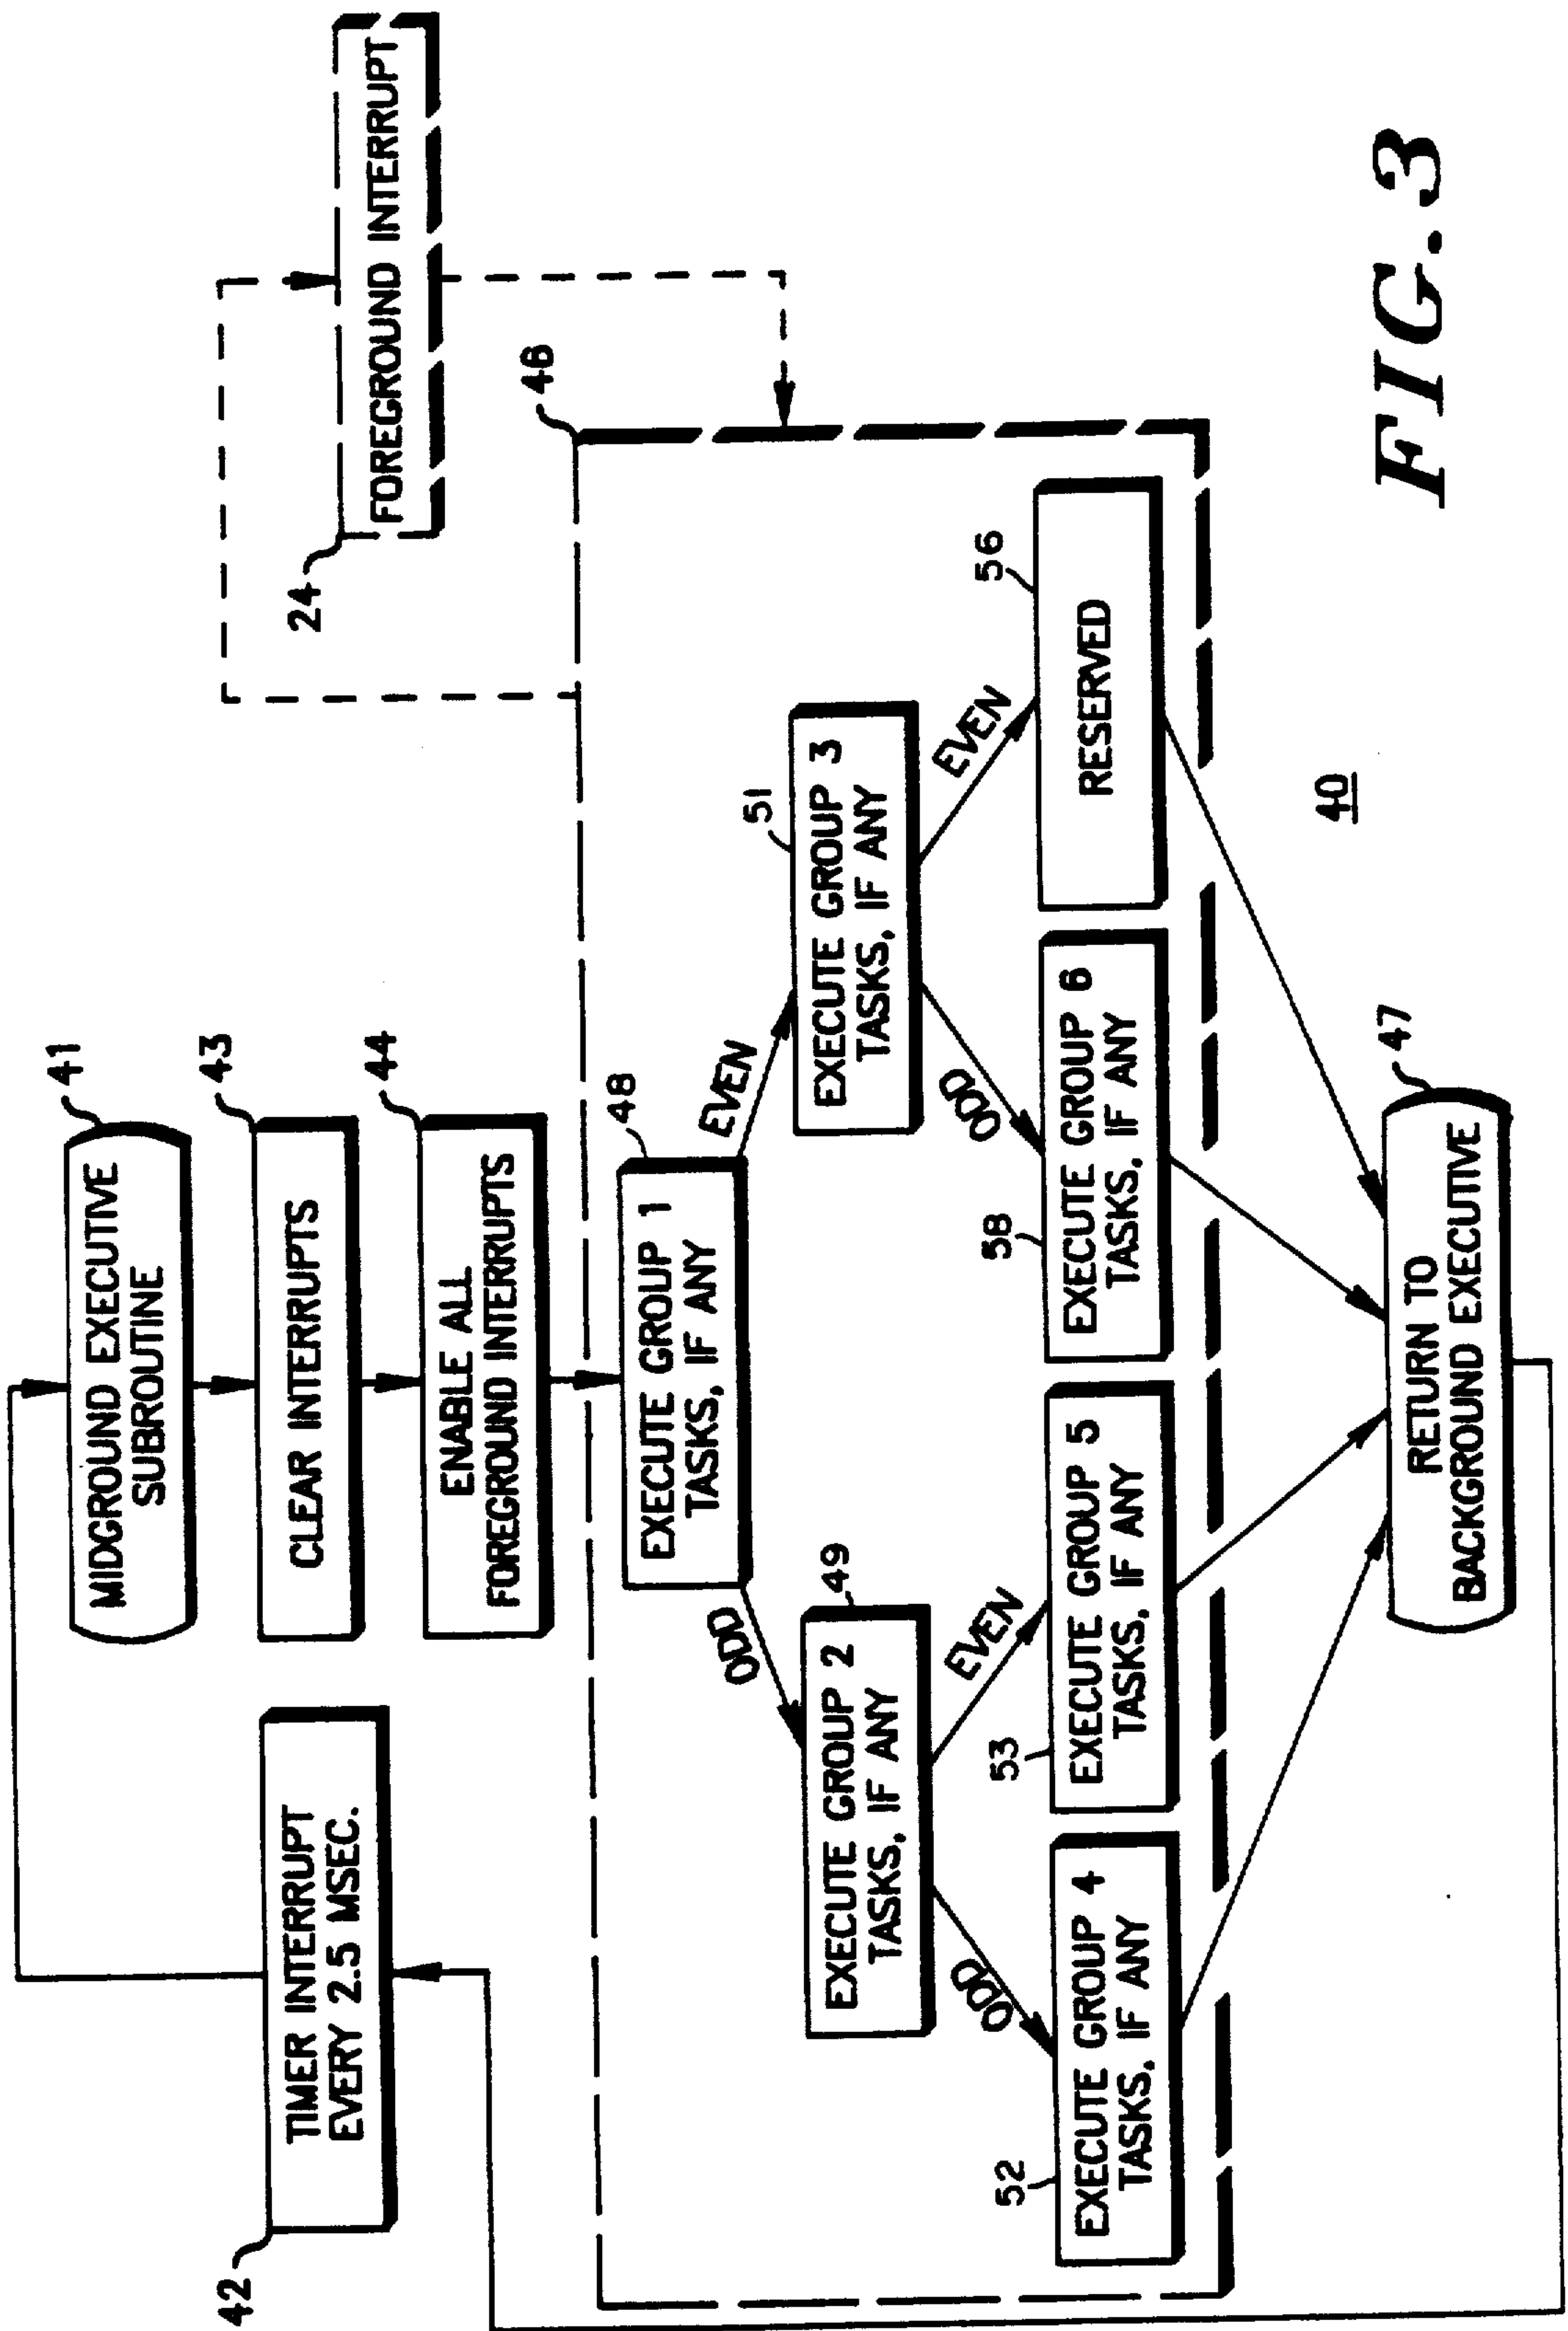 41
MIDGROUND EXECUTIVE
SUBROUTINE
42
TIMER INTERRUPT
EVERY 2.5 MSEC.
43
CLEAR INTERRUPTS
44
ENABLE ALL
FOREGROUND INTERRUPTS
24
FOREGROUND INTERRUPT
46
48
EXECUTE GROUP 1
TASKS, IF ANY
ODD
EVEN
49
EXECUTE GROUP 2
TASKS, IF ANY
51
EXECUTE GROUP 3
TASKS, IF ANY
ODD
EVEN
ODD
EVEN
52
EXECUTE GROUP 4
TASKS, IF ANY
53
EXECUTE GROUP 5
TASKS, IF ANY
58
EXECUTE GROUP 6
TASKS, IF ANY
56
RESERVED
47
RETURN TO
BACKGROUND EXECUTIVE
40
FIG. 3